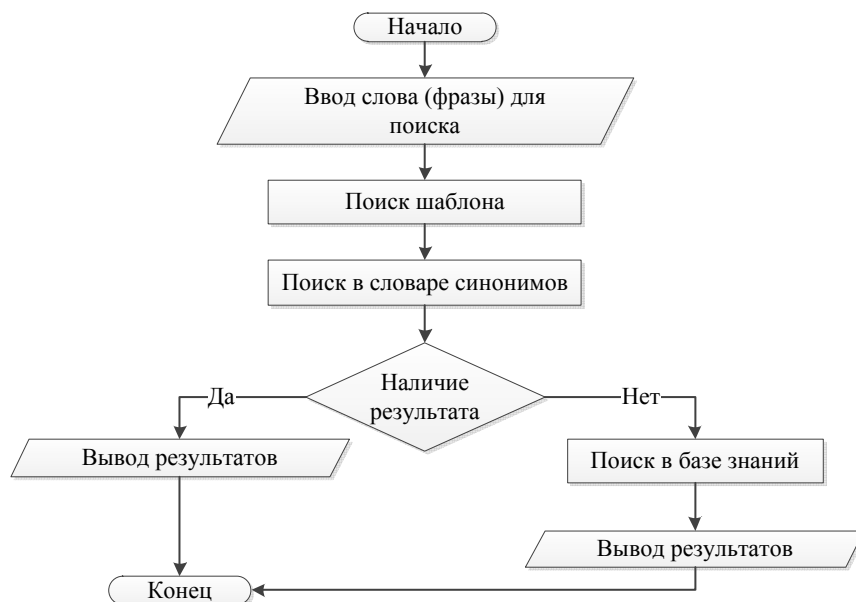 Начало
Ввод слова (фразы) для
поиска
Поиск шаблона
Поиск в словаре синонимов
Наличие
результата
Да
Нет
Вывод результатов
Поиск в базе знаний
Вывод результатов
Конец